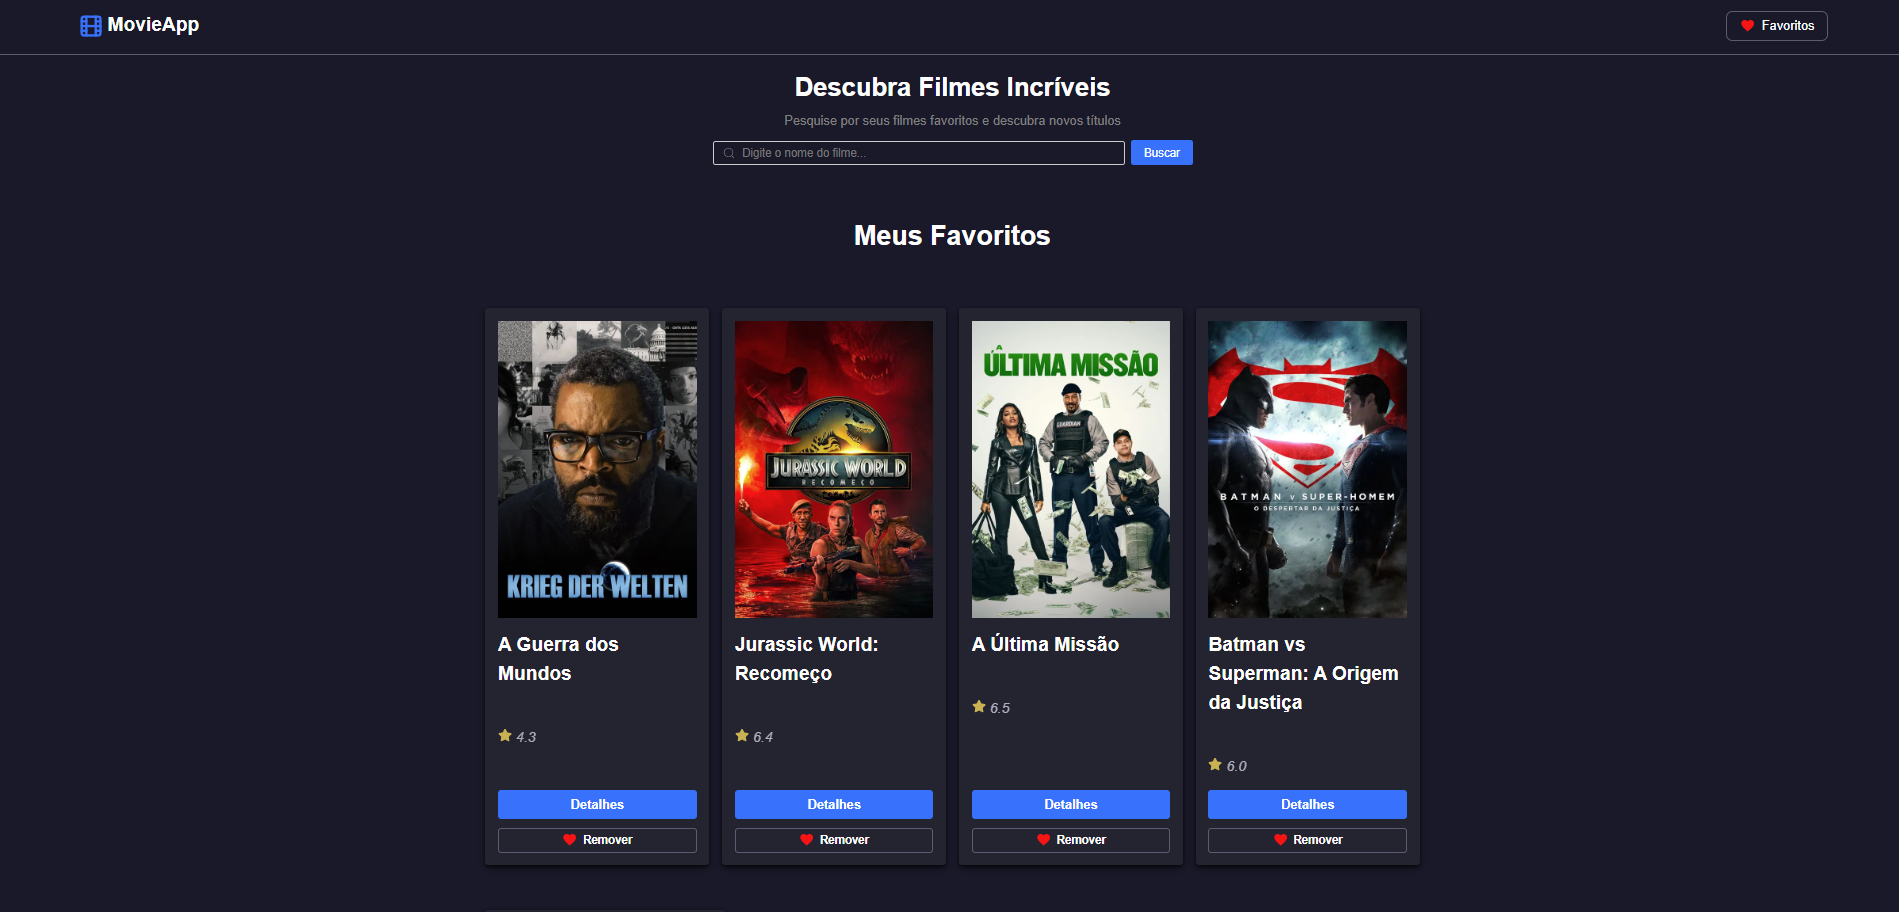 MovieApp
Favoritos
Descubra Filmes Incríveis
Pesquise por seus filmes favoritos e descubra novos títulos
Digite o nome do filme...
Buscar
Meus Favoritos
KRIEG DER WELTEN
JURASSIC WORLD
RECOMEÇO
A
ÚLTIMA MISSÃO
GUARDIAN
BATMAN v SUPER-HOMEM
O DESPERTAR DA JUSTIÇA
A Guerra dos
Mundos
4.3
Detalhes
Remover
Jurassic World:
Recomeço
6.4
Detalhes
Remover
A Última Missão
6.5
Detalhes
Remover
Batman vs
Superman: A Origem
da Justiça
6.0
Detalhes
Remover